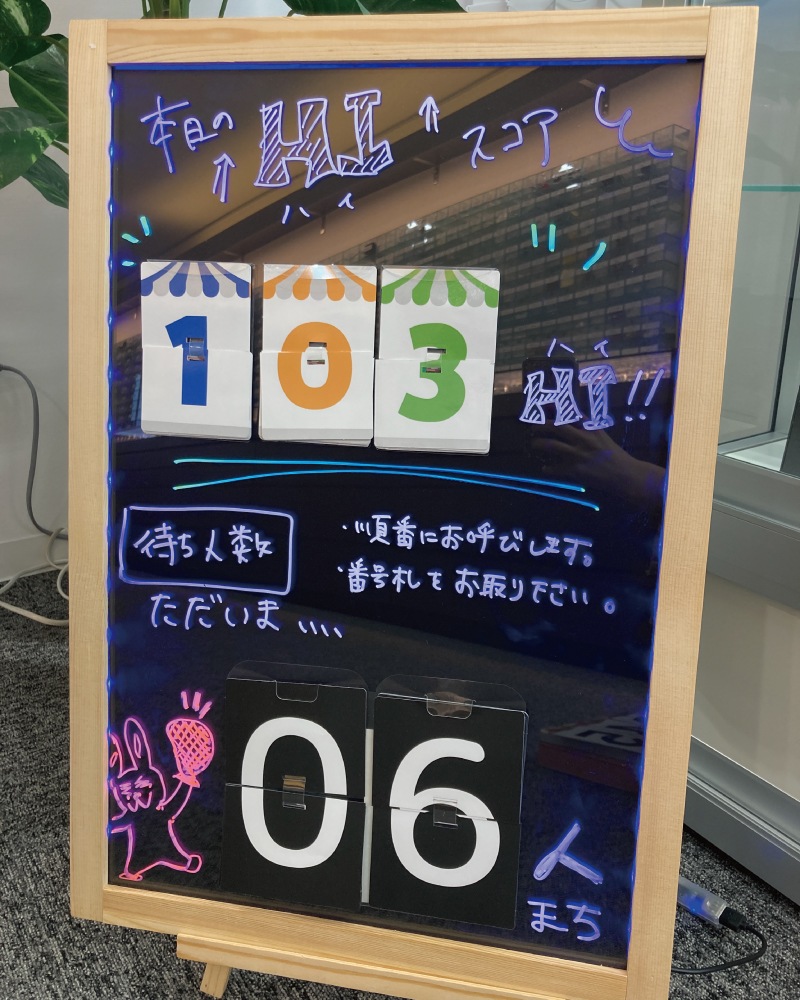 本日の HI スコア
ハイ
103
ハイ
HI!!
待ち人数
・順番にお呼びします。
・番号札をお取り下さい。
ただいま 、、、、
06
人
まち